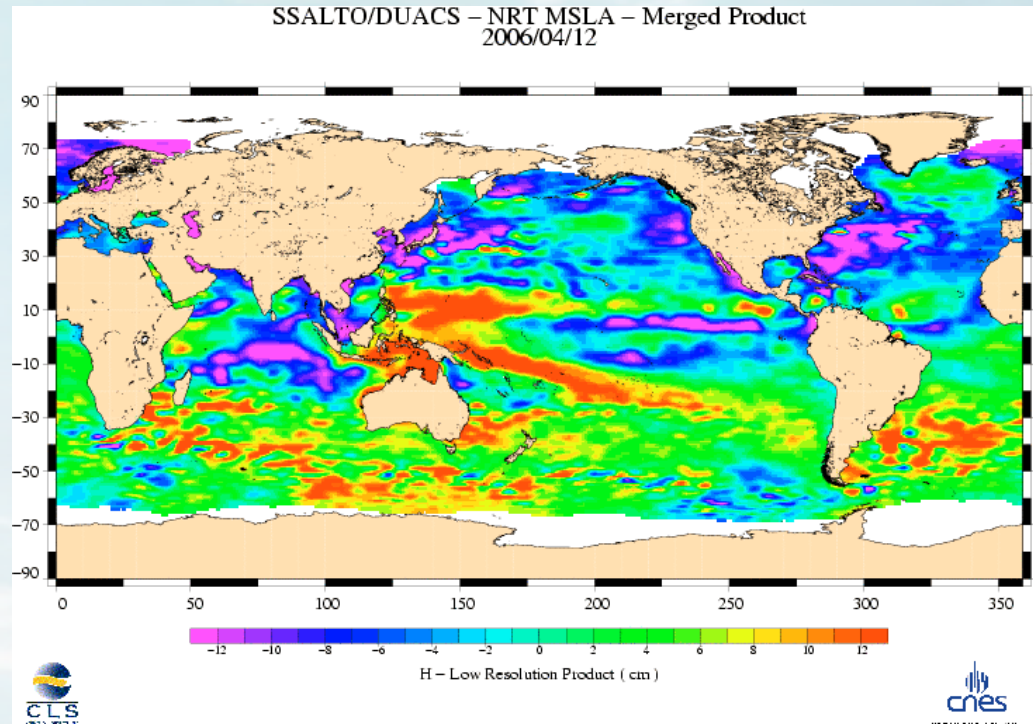 SSALTO/DUACS – NRT MSLA – Merged Product
2006/04/12
90
70
50
30
10
−10
−30
−50
−70
−90
0 50 100 150 200 250 300 350
−12 −10 −8 −6 −4 −2 0 2 4 6 8 10 12
H – Low Resolution Product ( cm )
CLS
cnes